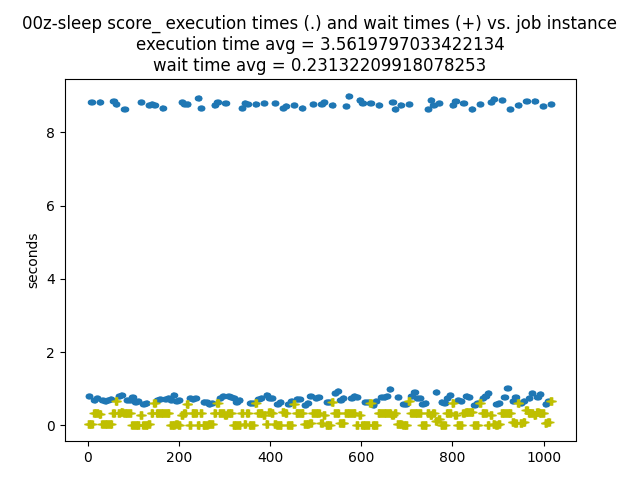 00z-sleep score_ execution times (.) and wait times (+) vs. job instance
execution time avg = 3.5619797033422134
wait time avg = 0.23132209918078253
8
6
4
2
0
seconds
0 200 400 600 800 1000